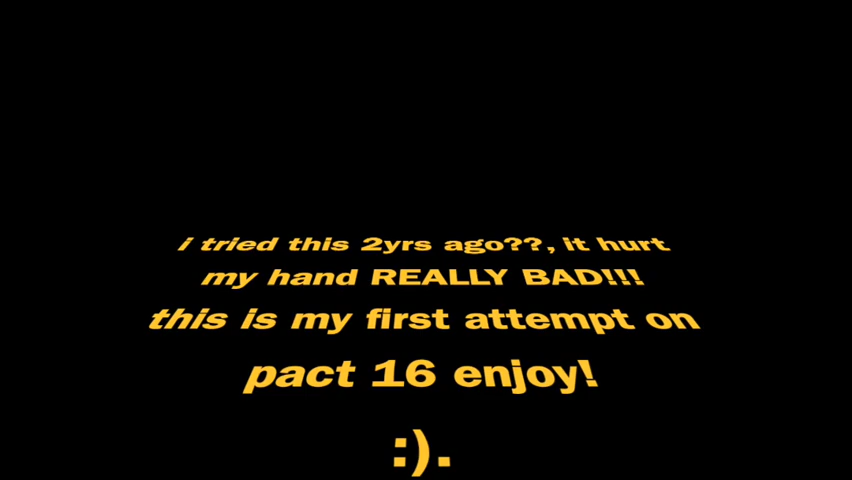 i tried this 2yrs ago??, it hurt
my hand REALLY BAD!!!
this is my first attempt on
pact 16 enjoy!
:).